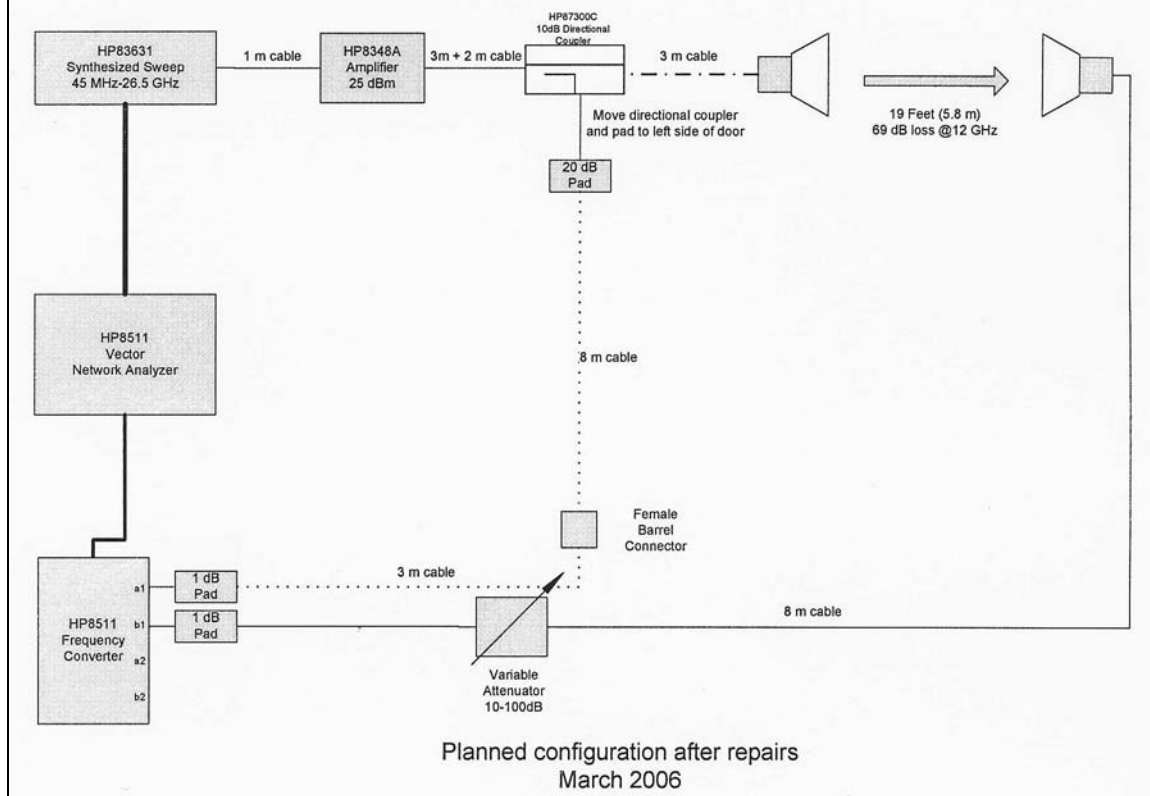 HP83631
Synthesized Sweep
45 MHz-26.5 GHz
1 m cable
HP8348A
Amplifier
25 dBm
3m + 2 m cable
HP87300C
10dB Directional
Coupler
3 m cable
19 Feet (5.8 m)
69 dB loss @12 GHz
Move directional coupler
and pad to left side of door
20 dB
Pad
HP8511
Vector
Network Analyzer
8 m cable
Female
Barrel
Connector
3 m cable
1 dB
Pad
a1
HP8511
Frequency
Converter
b1
a2
b2
1 dB
Pad
8 m cable
Variable
Attenuator
10-100dB
Planned configuration after repairs
March 2006